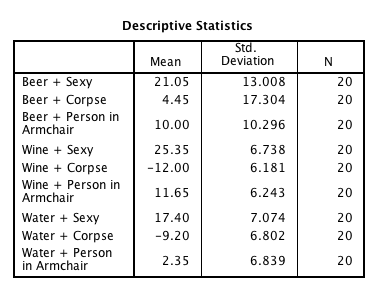 Descriptive Statistics
Mean Std. Deviation N
Beer + Sexy 21.05 13.008 20
Beer + Corpse 4.45 17.304 20
Beer + Person in
Armchair 10.00 10.296 20
Wine + Sexy 25.35 6.738 20
Wine + Corpse -12.00 6.181 20
Wine + Person in
Armchair 11.65 6.243 20
Water + Sexy 17.40 7.074 20
Water + Corpse -9.20 6.802 20
Water + Person
in Armchair 2.35 6.839 20